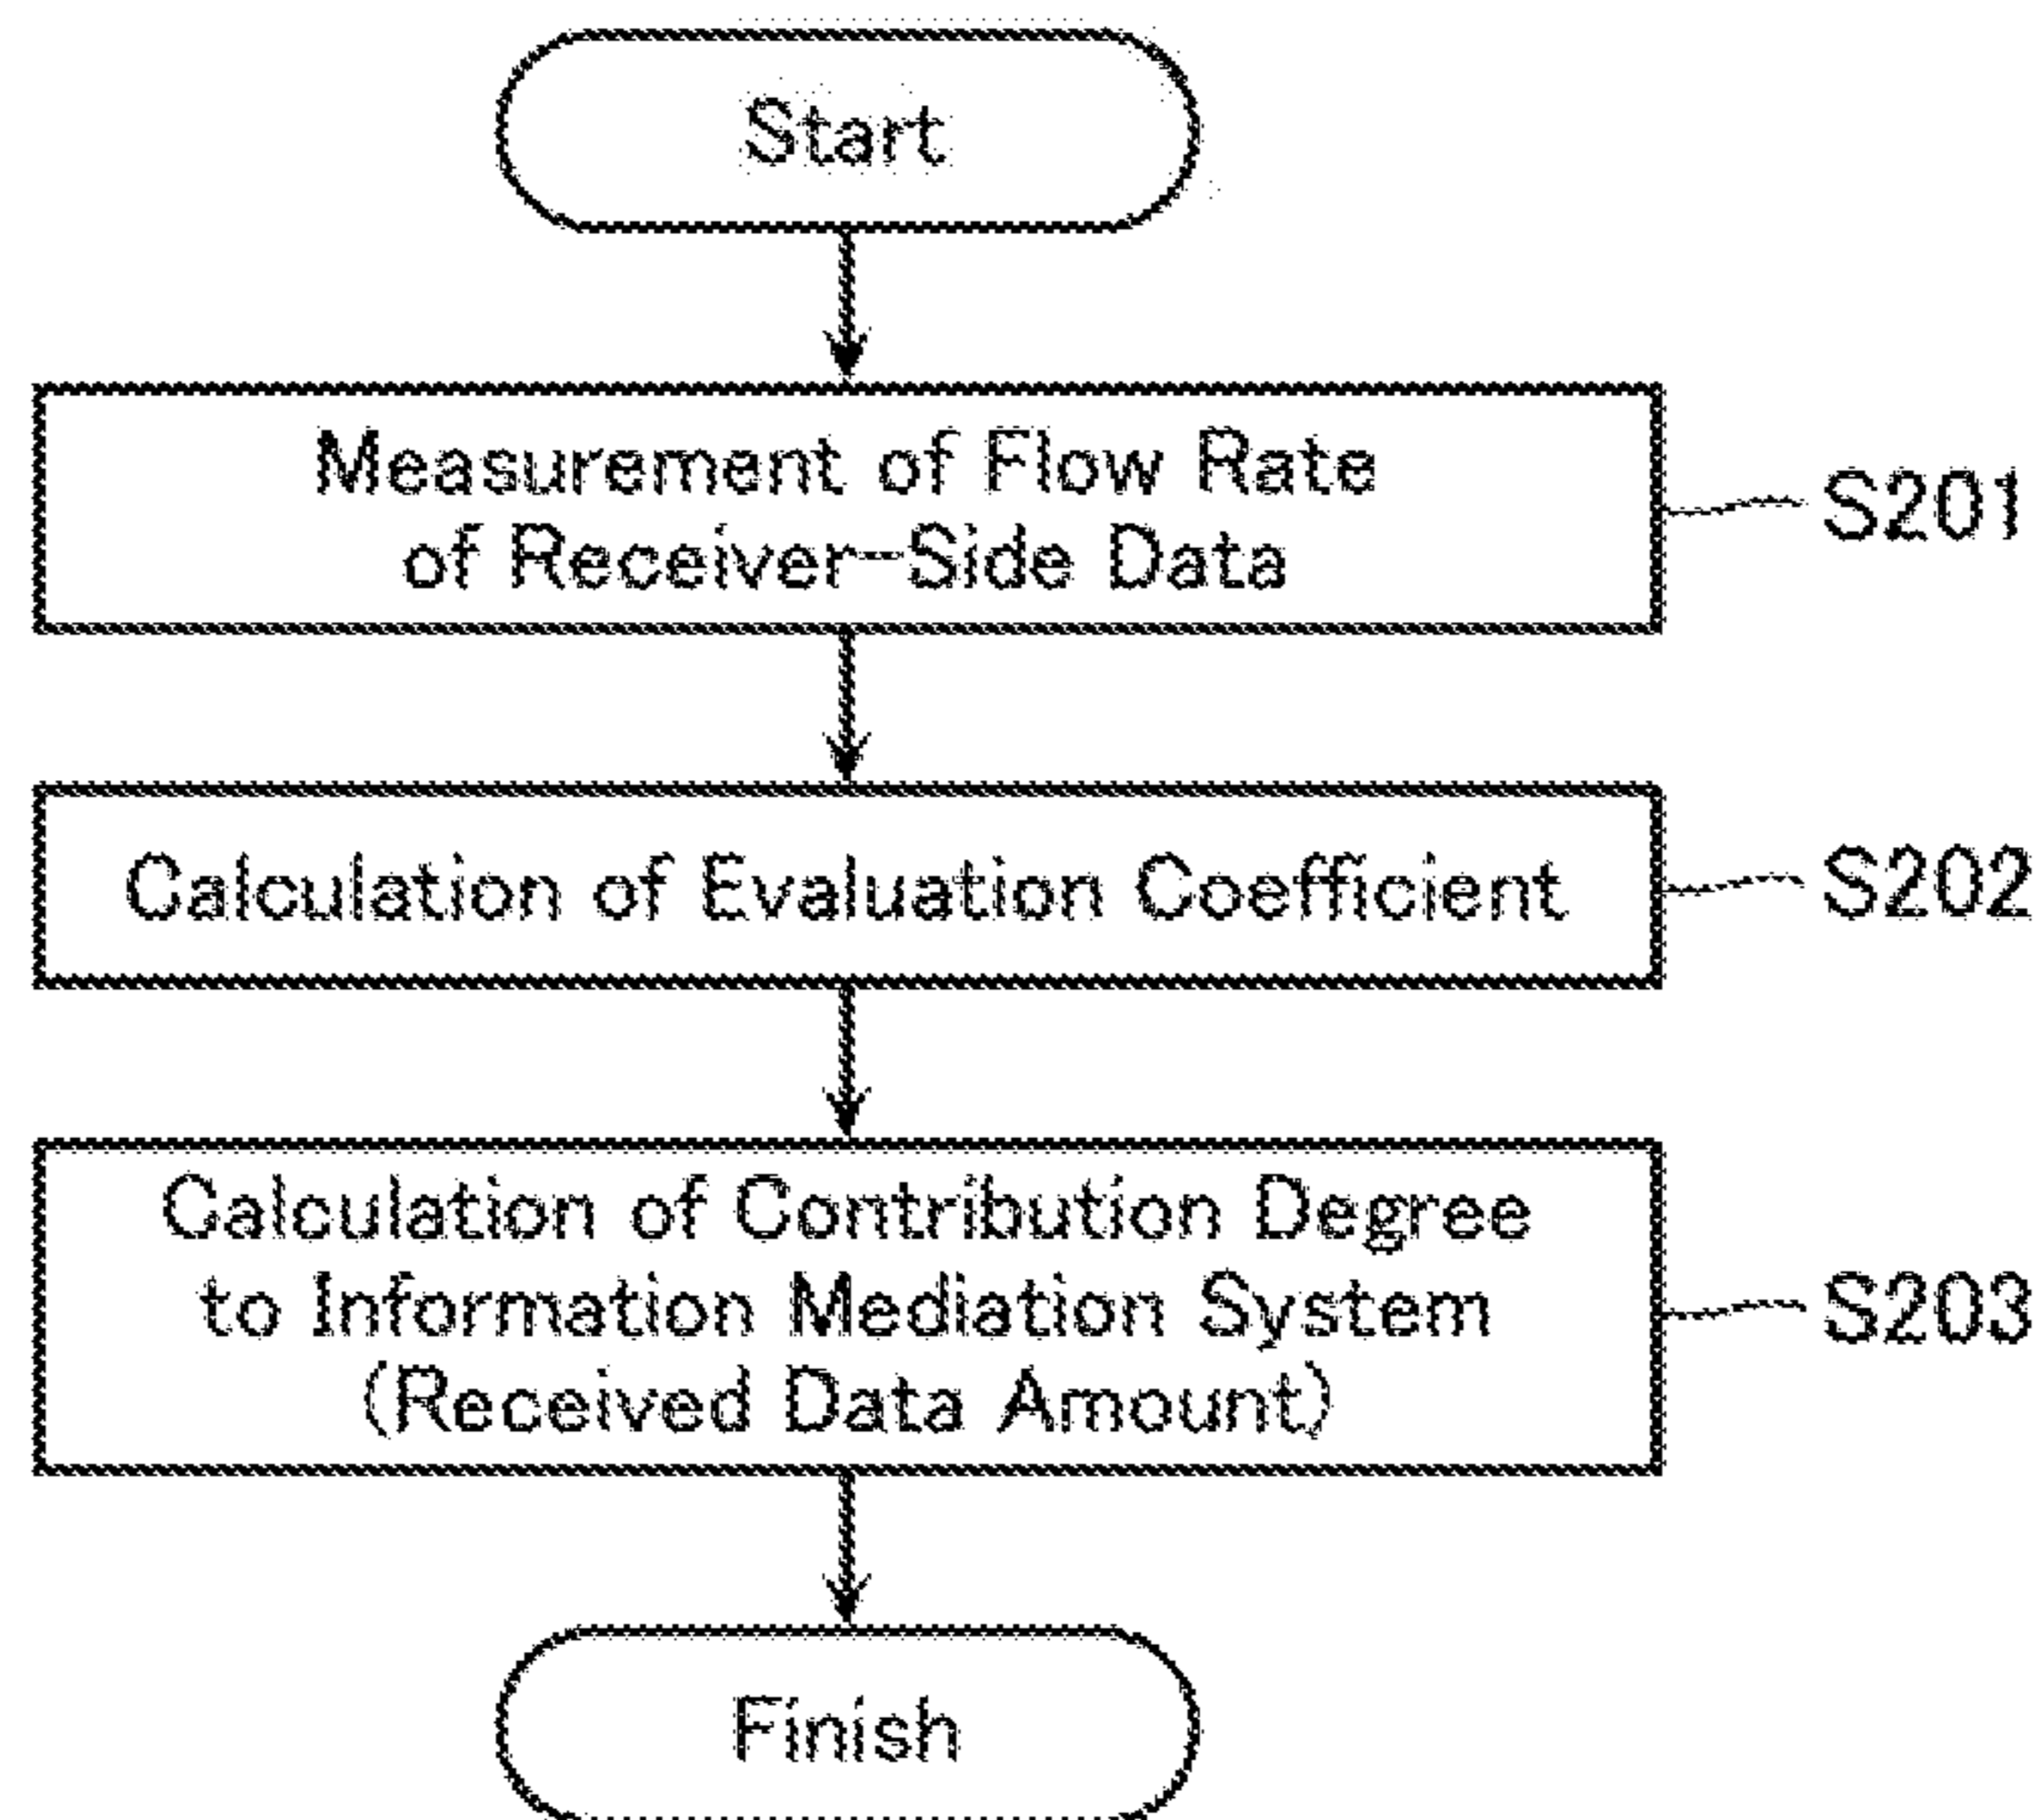 Start
Measurement of Flow Rate
of Receiver-Side Data
S201
Calculation of Evaluation Coefficient
S202
Calculation of Contribution Degree
to Information Mediation System
(Received Data Amount)
S203
Finish